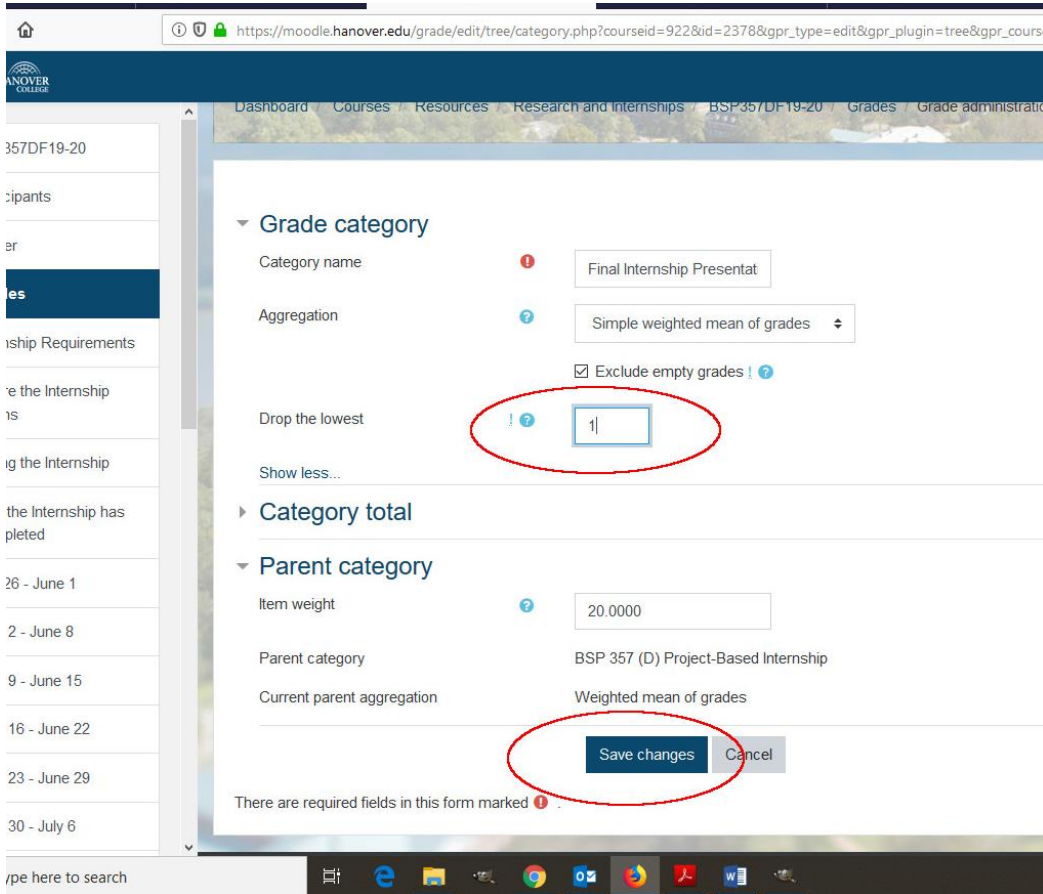 https://moodle.hanover.edu/grade/edit/tree/category.php?courseid=922&id=2378&gpr_type=edit&gpr_plugin=tree&gpr_cours
ANOVER
COLLEGE
Dashboard / Courses / Resources / Research and Internships / BSP357DF19-20 / Grades / Grade administratio
357DF19-20
cipants
er
les
nship Requirements
re the Internship
ns
ng the Internship
the Internship has
pleted
26 - June 1
2 - June 8
9 - June 15
16 - June 22
23 - June 29
30 - July 6
Grade category
Category name
Final Internship Presentat
Aggregation
Simple weighted mean of grades
Exclude empty grades !
Drop the lowest ! 1
Show less...
Category total
Parent category
Item weight
20.0000
Parent category
BSP 357 (D) Project-Based Internship
Current parent aggregation
Weighted mean of grades
Save changes
Cancel
There are required fields in this form marked .
ype here to search